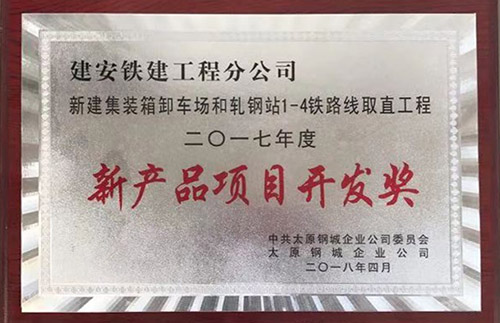 建安铁建工程分公司
新建集装箱卸车场和轧钢站1-4铁路线取直工程
二〇一七年度
新产品项目开发奖
中共太原钢城企业公司委员会
太原钢城企业公司
二〇一八年四月